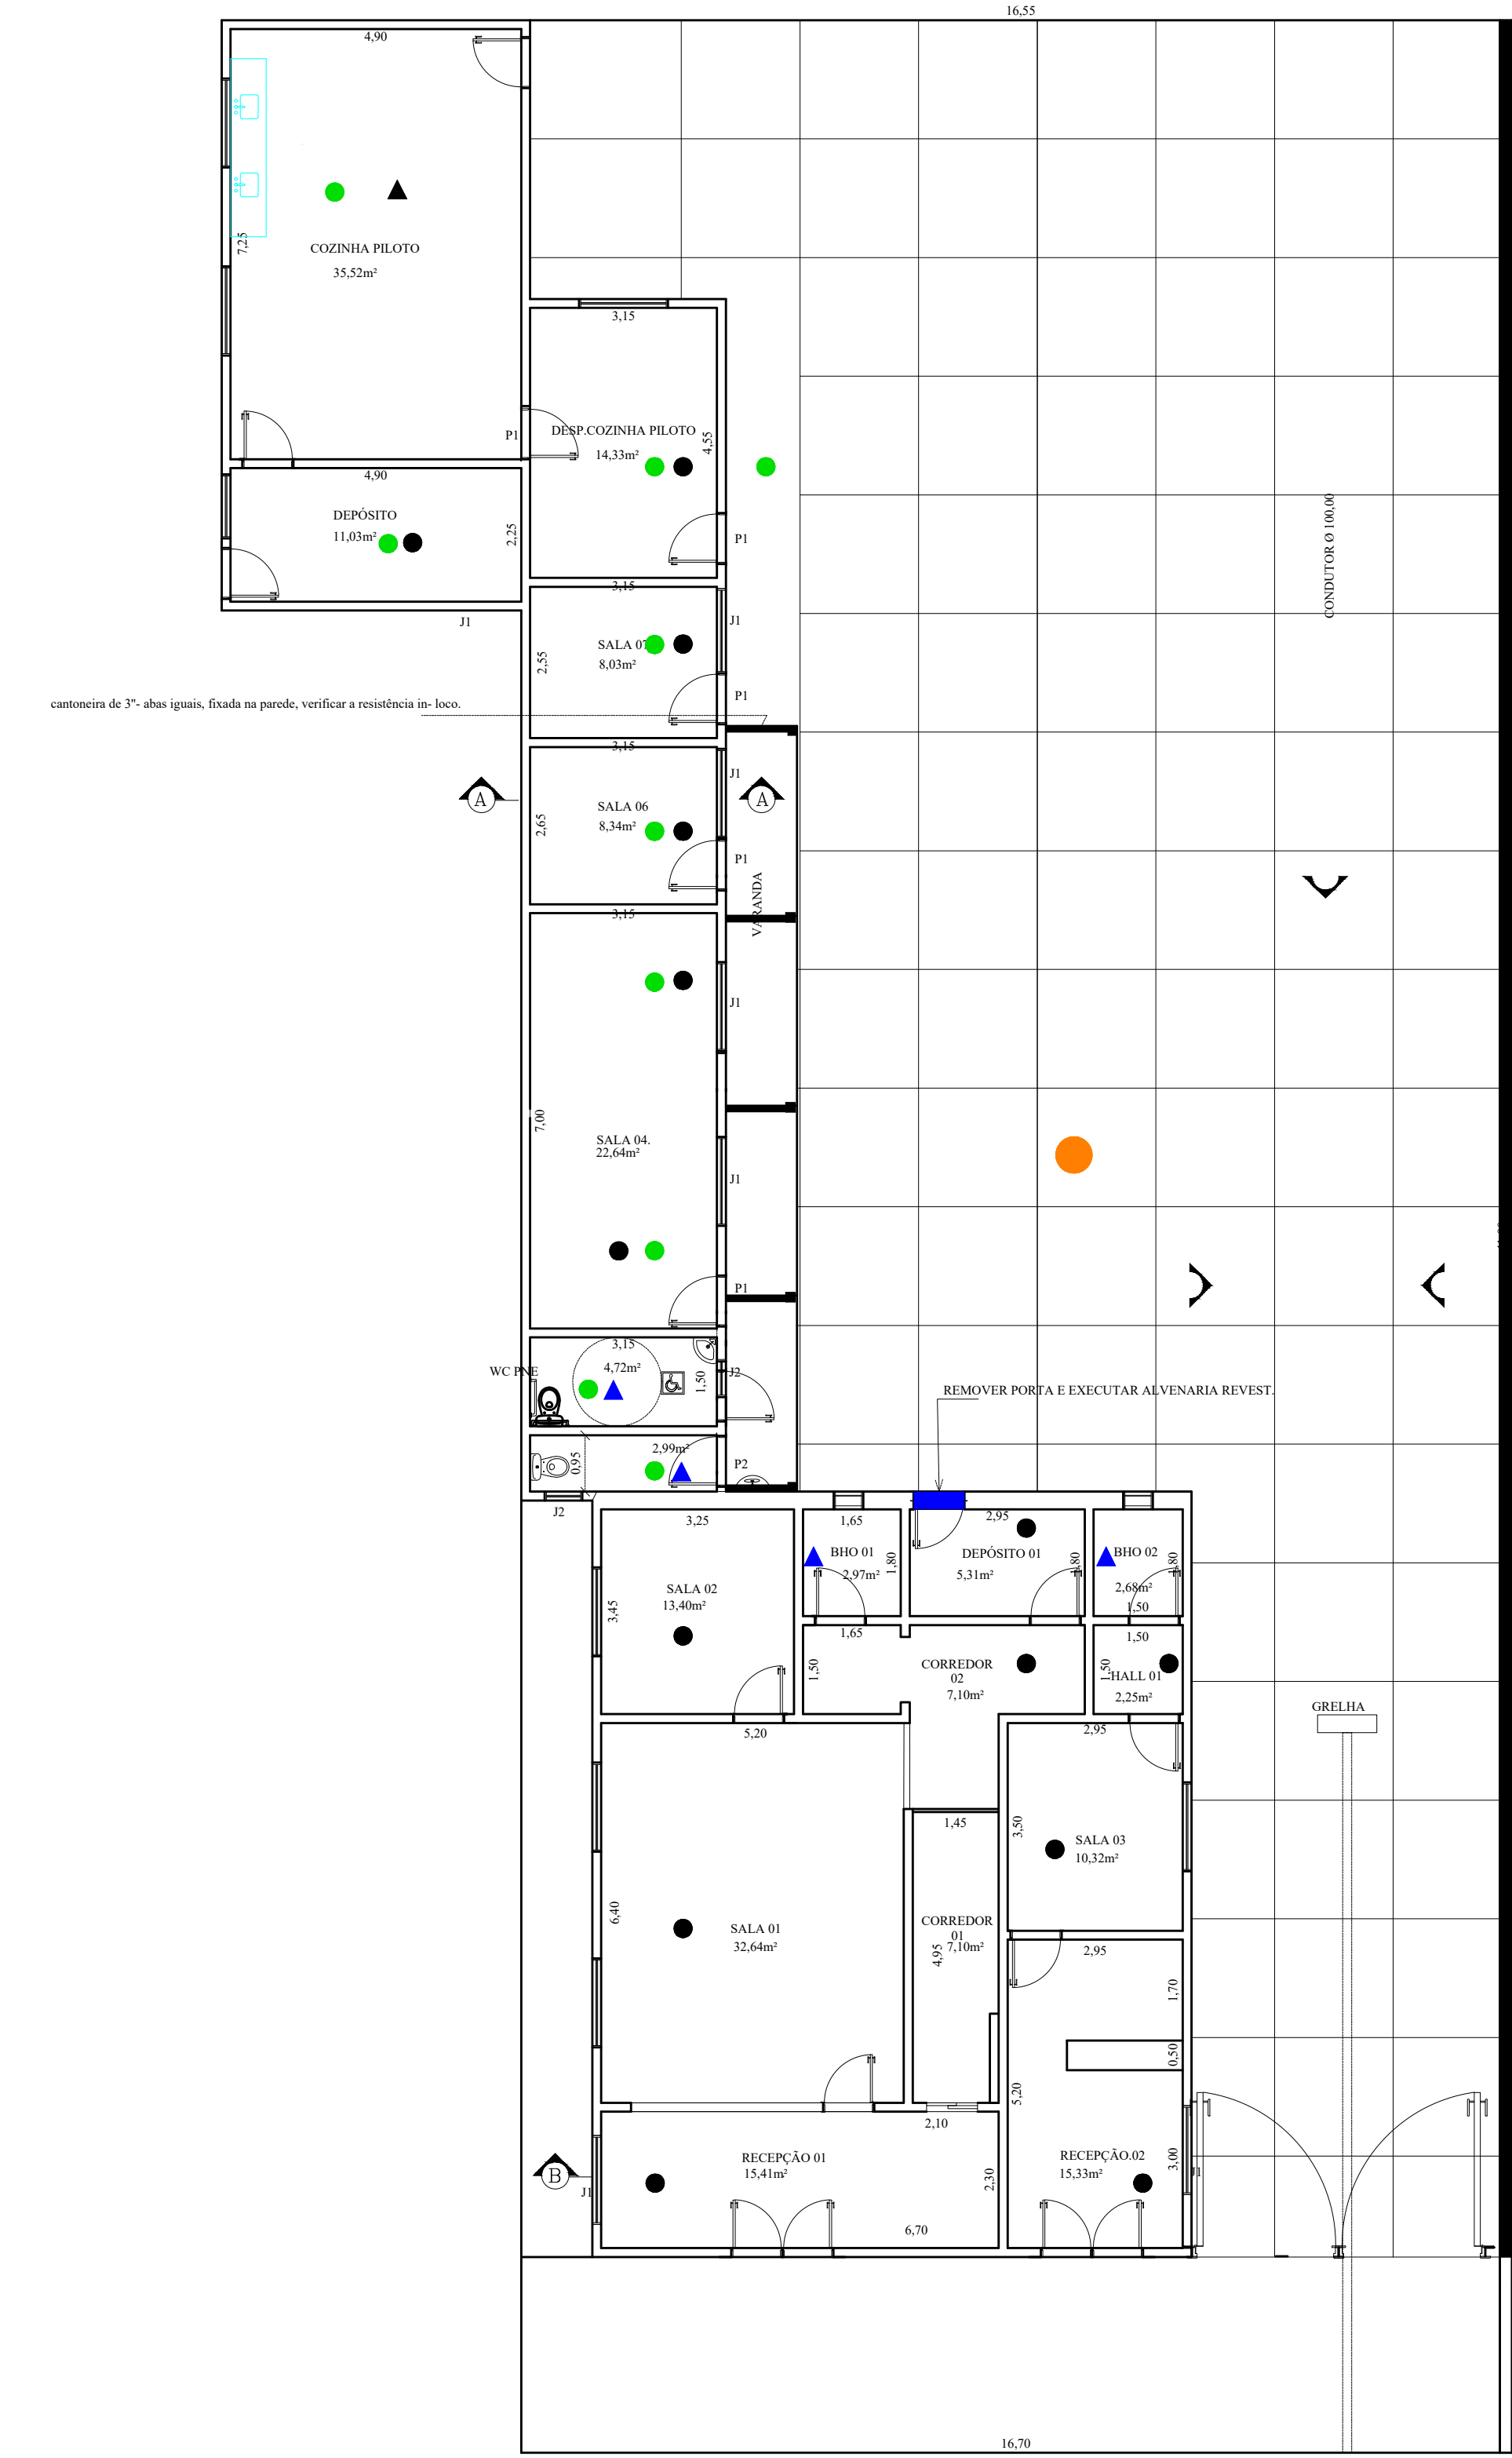 16,55
4,90
7,25
COZINHA PILOTO
35,52m²
3,15
P1
DESP.COZINHA PILOTO
14,33m²
4,55
4,90
DEPÓSITO
11,03m²
2,25
P1
CONDUTOR Ø 100,00
3,15
J1
J1
SALA 07
8,03m²
2,55
P1
cantoneira de 3"- abas iguais, fixada na parede, verificar a resistência in- loco.
3,15
J1
A
A
SALA 06
8,34m²
2,65
P1
VARANDA
3,15
J1
7,00
SALA 04.
22,64m²
J1
P1
3,15
WC PNE
4,72m²
1,50
J2
REMOVER PORTA E EXECUTAR ALVENARIA REVEST.
2,99m²
0,95
P2
J2
3,25
1,65
2,95
BHO 01
2,97m²
1,80
DEPÓSITO 01
5,31m²
1,80
BHO 02
2,68m²
1,80
1,50
SALA 02
13,40m²
3,45
1,65
1,50
CORREDOR
02
7,10m²
1,50
1,50
HALL 01
2,25m²
GRELHA
5,20
2,95
1,45
3,50
SALA 03
10,32m²
6,40
SALA 01
32,64m²
CORREDOR
01
7,10m²
4,95
2,95
1,70
0,50
5,20
2,10
RECEPÇÃO 01
15,41m²
2,30
RECEPÇÃO.02
15,33m²
3,00
J1
B
J1
6,70
16,70